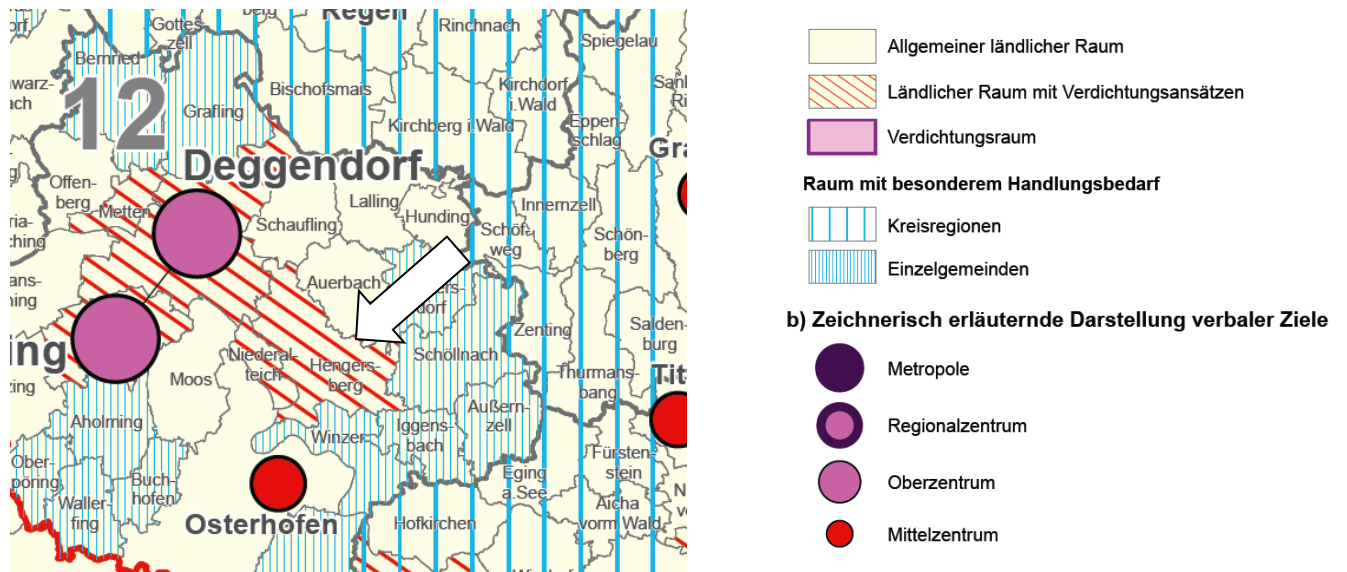 Regen
Rinchnach
Gottes-
zell
Spiegelau
Bernried
12
Bischofsmais
Kirchdorf
i.Wald
Grafling
Kirchberg i.Wald
Eppen-
schlag
Deggendorf
Offen-
berg
Metten
Lalling
Hunding
Innernzell
Schaufling
Schöf-
weg
Schön-
berg
Auerbach
dorf
Zenting
Salden-
burg
Niederal-
teich
Hengers-
berg
Schöllnach
Moos
Thurmans-
bang
Aholming
Außern-
zell
Winzer
Iggens-
bach
Ober-
pöring
Buch-
hofen
Waller-
fing
Eging
a.See
Fürsten-
stein
Osterhofen
Hofkirchen
Aicha
vorm Wald
Allgemeiner ländlicher Raum
Ländlicher Raum mit Verdichtungsansätzen
Verdichtungsraum
Raum mit besonderem Handlungsbedarf
Kreisregionen
Einzelgemeinden
b) Zeichnerisch erläuternde Darstellung verbaler Ziele
Metropole
Regionalzentrum
Oberzentrum
Mittelzentrum